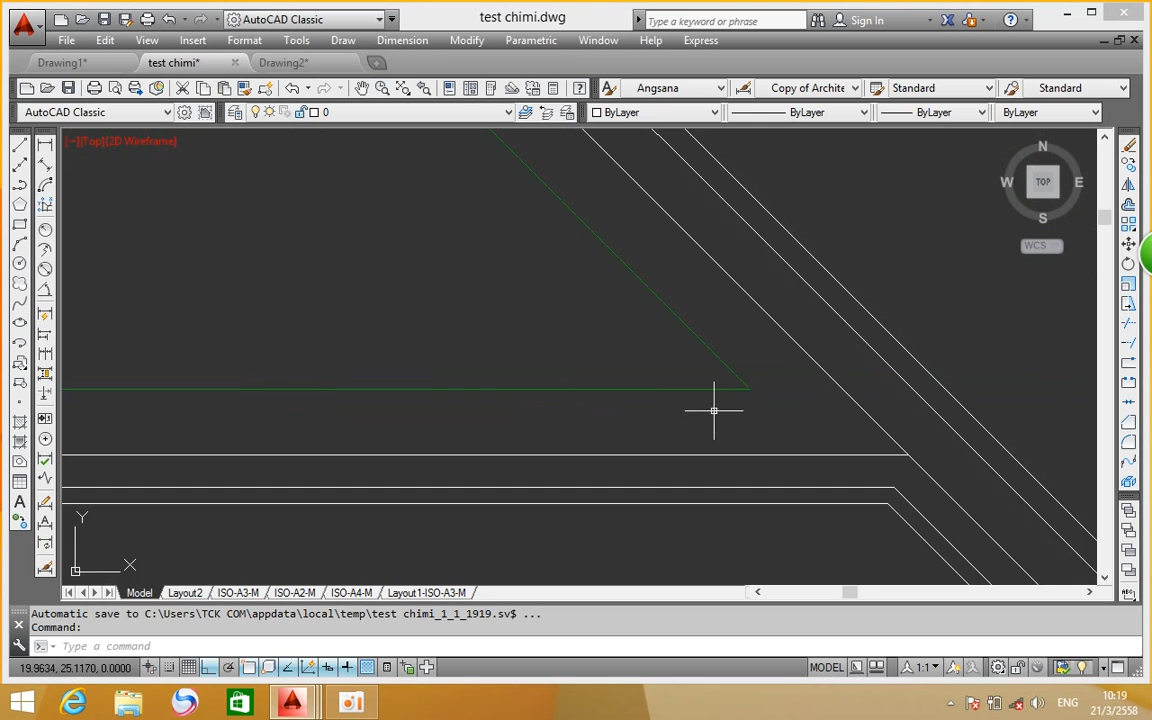 AutoCAD Classic
test chimi.dwg
Type a keyword or phrase
Sign In
File Edit View Insert Format Tools Draw Dimension Modify Parametric Window Help Express
Drawing1* test chimi* Drawing2*
Angsana Copy of Archite Standard Standard
AutoCAD Classic 0 ByLayer ByLayer ByLayer ByLayer
[−][Top][2D Wireframe]
N
W TOP E
S
WCS
Y
X
Model Layout2 ISO-A3-M ISO-A2-M ISO-A4-M Layout1-ISO-A3-M
Automatic save to C:\Users\TCK COM\appdata\local\temp\test chimi_1_1_1919.sv$ ...
Command:
Type a command
19.9634, 25.1170, 0.0000 MODEL 1:1
ENG
10:19
21/3/2558